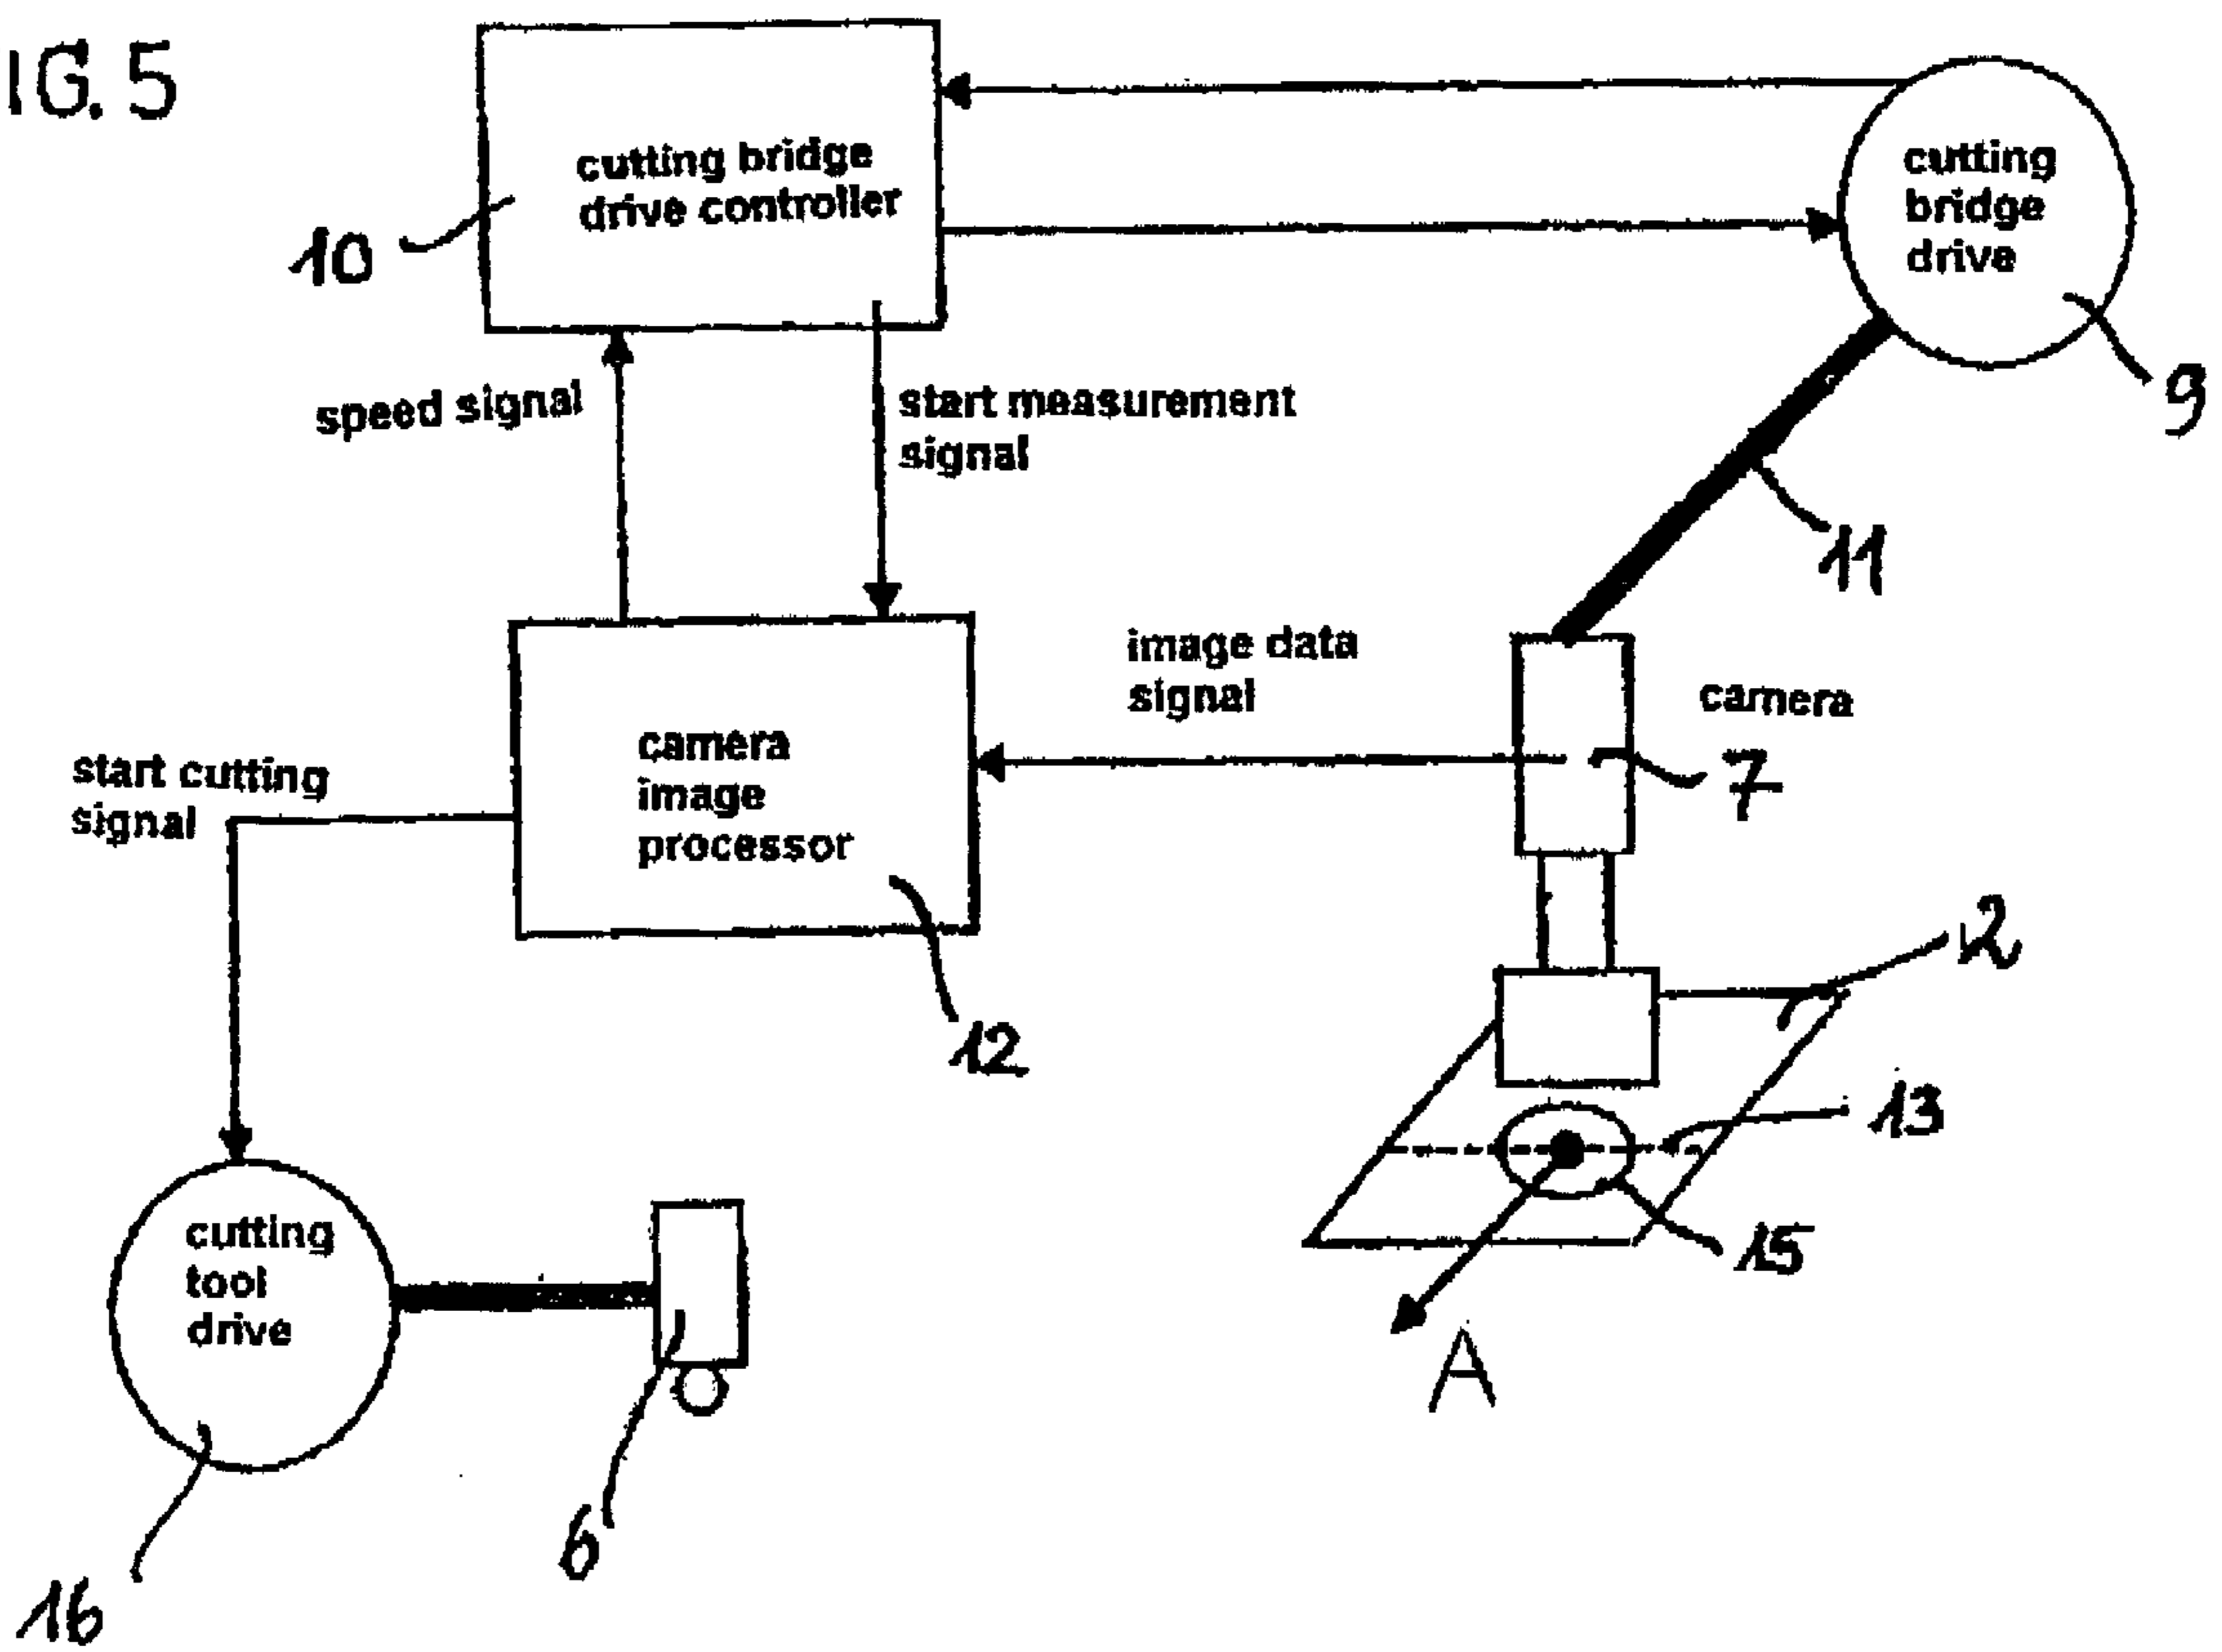 IG. 5
cutting bridge
drive controller
10
cutting
bridge
drive
9
speed signal
start measurement
signal
11
image data
signal
camera
7
start cutting
signal
camera
image
processor
12
2
13
15
A
cutting
tool
drive
6
16